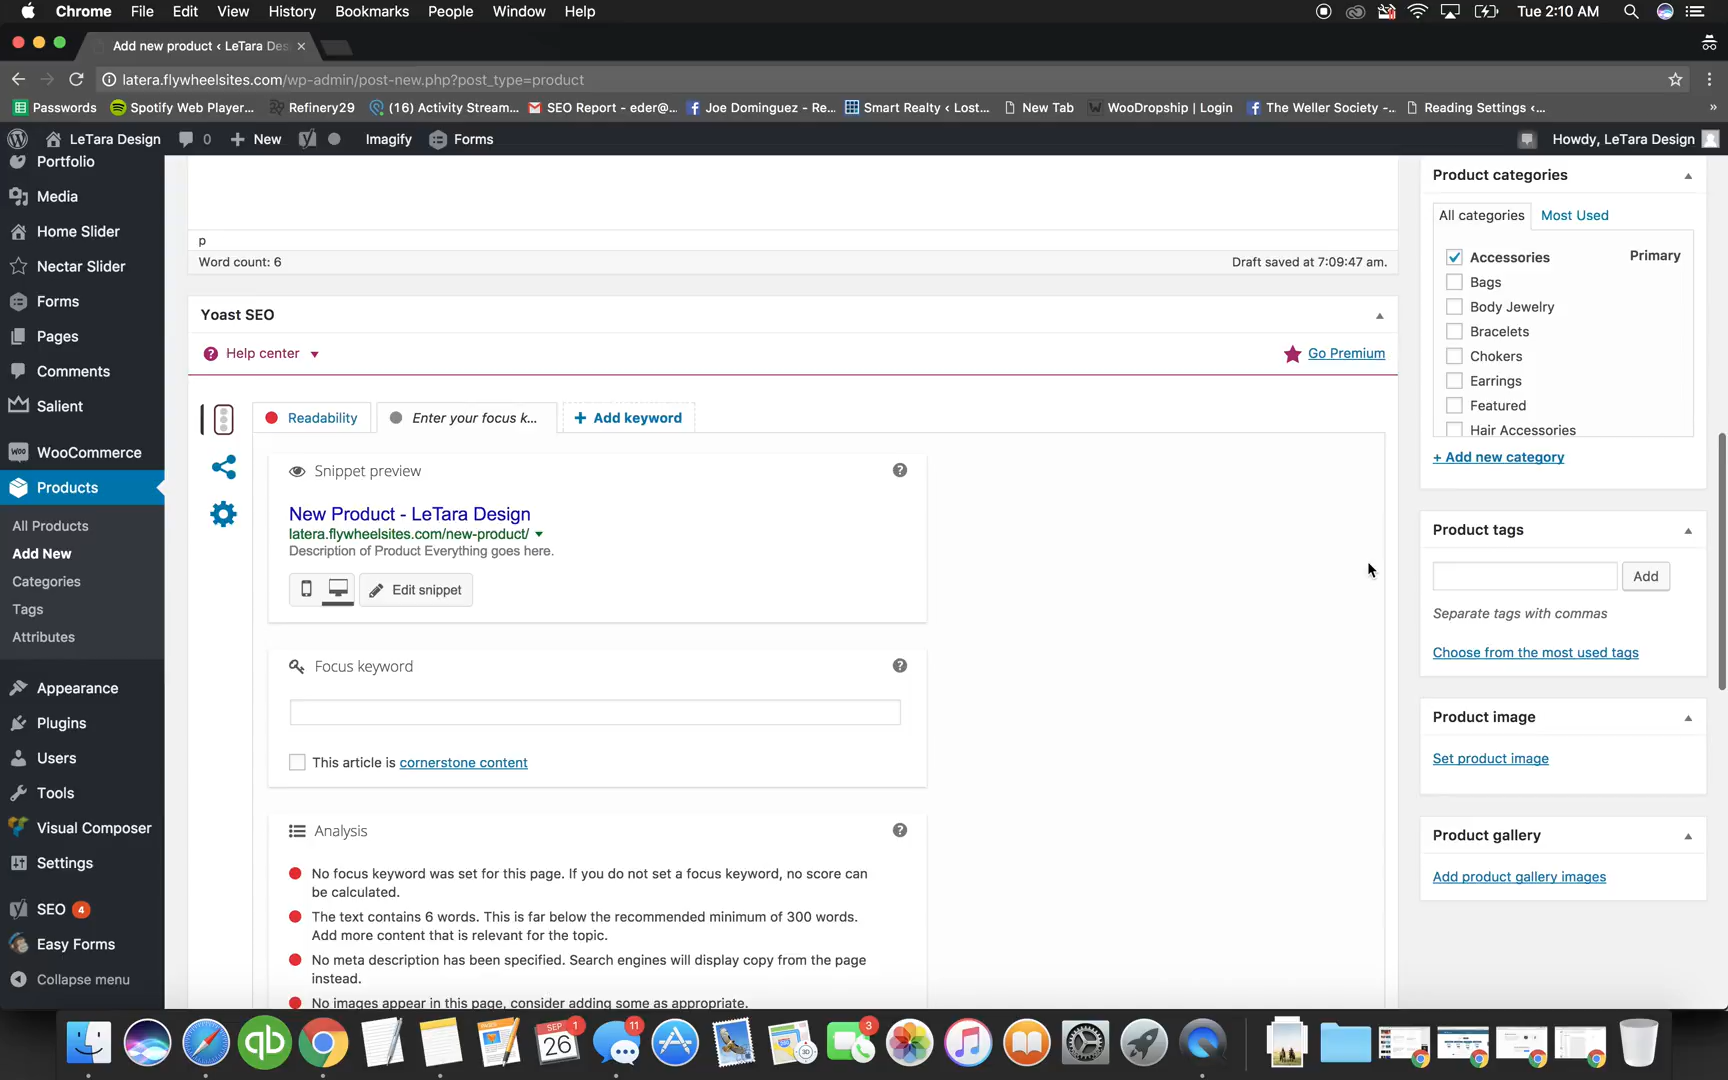 Chrome File Edit View History Bookmarks People Window Help Tue 2:10 AM
Add new product ‹ LeTara Des
latera.flywheelsites.com/wp-admin/post-new.php?post_type=product
Passwords Spotify Web Player... Refinery29 (16) Activity Stream... SEO Report - eder@... Joe Dominguez - Re... Smart Realty ‹ Lost... New Tab WooDropship | Login The Weller Society -... Reading Settings ‹... »
LeTara Design 0 New Imagify Forms Howdy, LeTara Design
Portfolio
Media
Home Slider
Nectar Slider
Forms
Pages
Comments
Salient
WooCommerce
Products
All Products
Add New
Categories
Tags
Attributes
Appearance
Plugins
Users
Tools
Visual Composer
Settings
SEO 4
Easy Forms
Collapse menu
p
Word count: 6 Draft saved at 7:09:47 am.
Yoast SEO
Help center Go Premium
Readability Enter your focus k... Add keyword
Snippet preview
New Product - LeTara Design
latera.flywheelsites.com/new-product/
Description of Product Everything goes here.
Edit snippet
Focus keyword
This article is cornerstone content
Analysis
No focus keyword was set for this page. If you do not set a focus keyword, no score can
be calculated.
The text contains 6 words. This is far below the recommended minimum of 300 words.
Add more content that is relevant for the topic.
No meta description has been specified. Search engines will display copy from the page
instead.
No images appear in this page, consider adding some as appropriate.
Product categories
All categories Most Used
Accessories Primary
Bags
Body Jewelry
Bracelets
Chokers
Earrings
Featured
Hair Accessories
+ Add new category
Product tags
Add
Separate tags with commas
Choose from the most used tags
Product image
Set product image
Product gallery
Add product gallery images
qb
PAGES
SEP
26
1
11
3